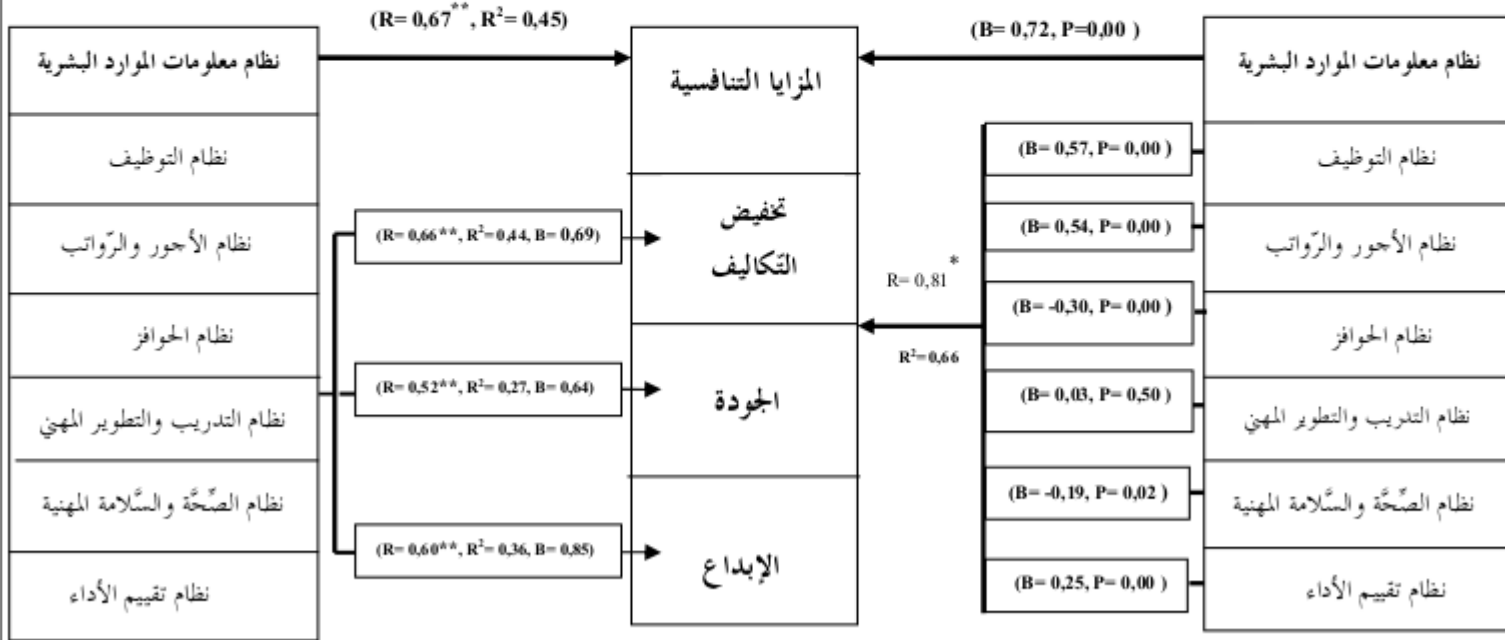 (R= 0,67**, R²= 0,45)
(B= 0,72, P=0,00 )
نظام معلومات الموارد البشرية
المزايا التنافسية
نظام معلومات الموارد البشرية
نظام التوظيف
(B= 0,57, P= 0,00 )
نظام التوظيف
نظام الأجور والرّواتب
(R= 0,66**, R²=0,44, B= 0,69)
تخفيض
التّكاليف
(B= 0,54, P= 0,00 )
نظام الأجور والرّواتب
R= 0,81*
R²=0,66
نظام الحوافز
(B= -0,30, P= 0,00 )
نظام الحوافز
نظام التدريب والتطوير المهني
(R= 0,52**, R²= 0,27, B= 0,64)
الجودة
(B= 0,03, P= 0,50 )
نظام التدريب والتطوير المهني
نظام الصِّحَّة والسَّلامة المهنية
(B= -0,19, P= 0,02 )
نظام الصِّحَّة والسَّلامة المهنية
(R= 0,60**, R²= 0,36, B= 0,85)
الإبداع
نظام تقييم الأداء
(B= 0,25, P= 0,00 )
نظام تقييم الأداء